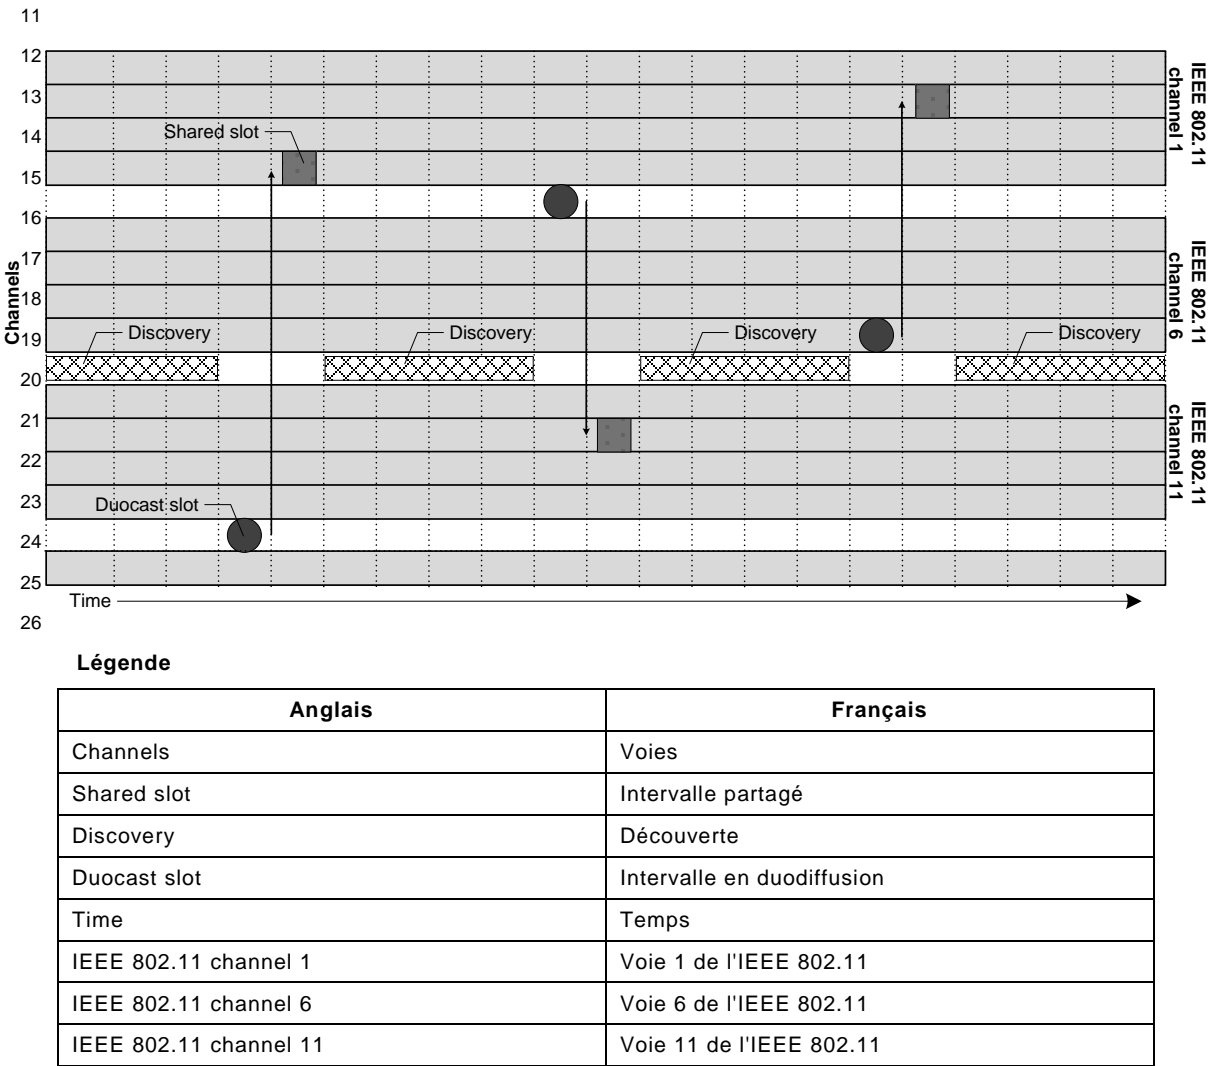 11
12
13
14
15
16
17
18
19
20
21
22
23
24
25
26
Channels
IEEE 802.11
channel 1
IEEE 802.11
channel 6
IEEE 802.11
channel 11
Shared slot
Discovery
Discovery
Discovery
Discovery
Duocast slot
Time
Légende
Anglais Français
Channels Voies
Shared slot Intervalle partagé
Discovery Découverte
Duocast slot Intervalle en duodiffusion
Time Temps
IEEE 802.11 channel 1 Voie 1 de l'IEEE 802.11
IEEE 802.11 channel 6 Voie 6 de l'IEEE 802.11
IEEE 802.11 channel 11 Voie 11 de l'IEEE 802.11